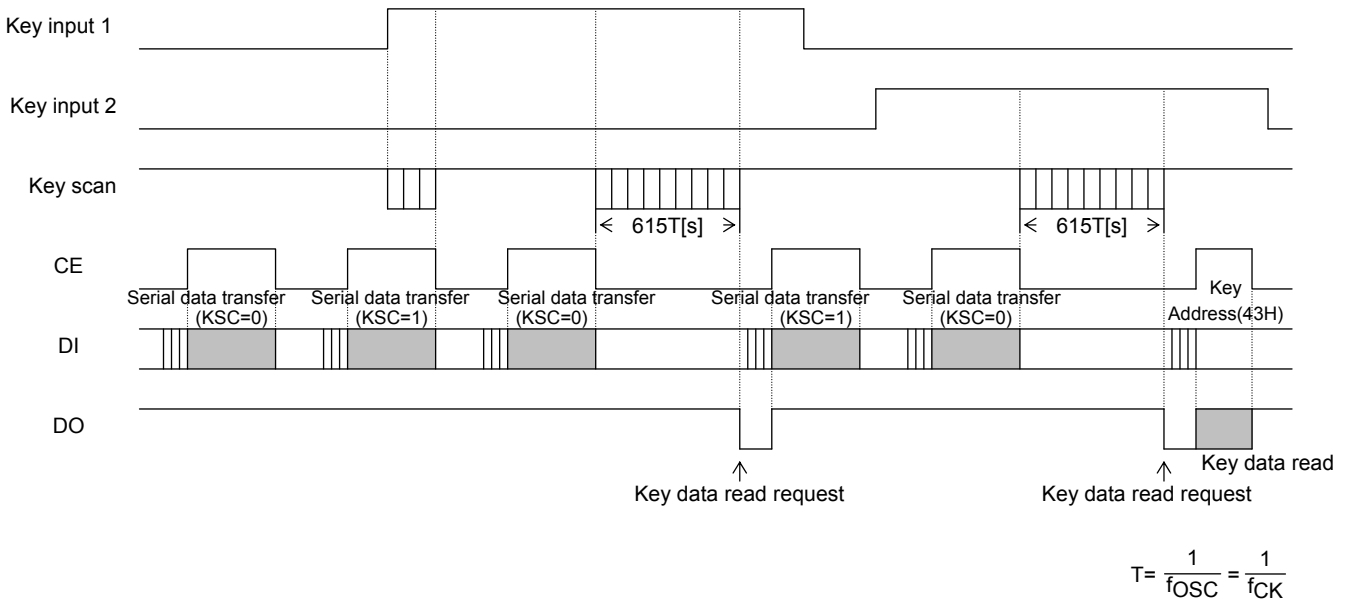 Key input 1
Key input 2
Key scan
615T[s]
615T[s]
CE
Key
Serial data transfer
(KSC=0)
Serial data transfer
(KSC=1)
Serial data transfer
(KSC=0)
Serial data transfer
(KSC=1)
Serial data transfer
(KSC=0)
Address(43H)
DI
DO
Key data read
Key data read request
Key data read request
T= 1/fOSC = 1/fCK